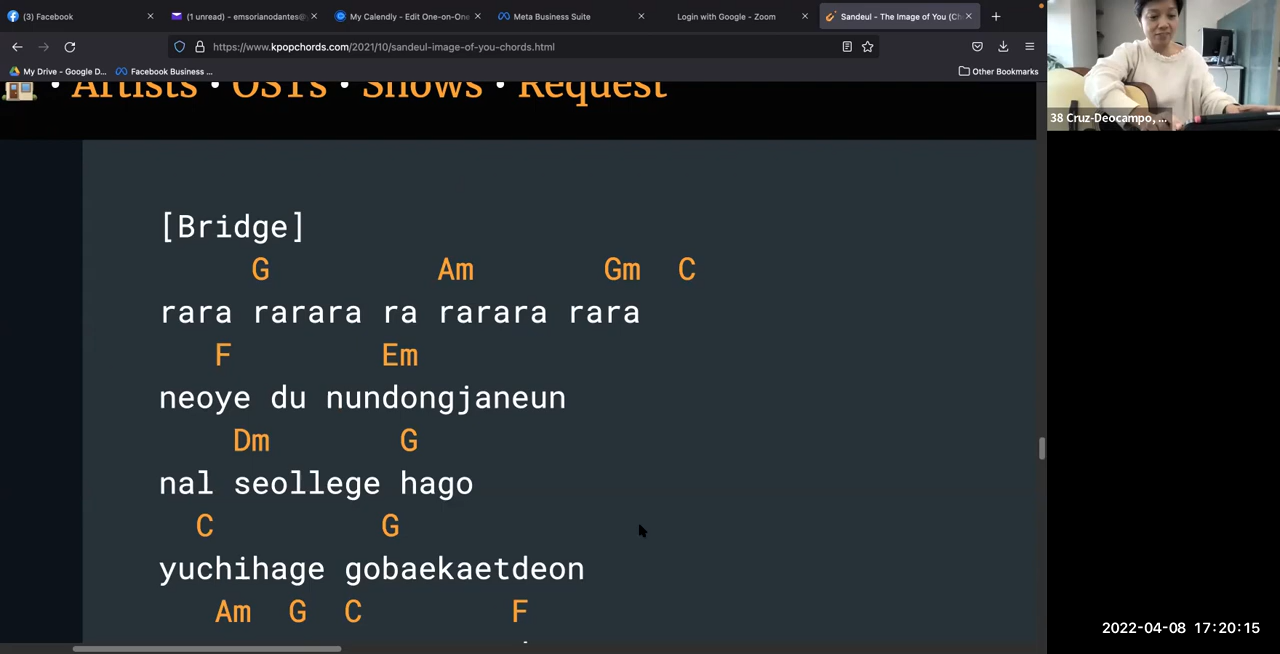 (3) Facebook
(1 unread) - emsorianodantes@
My Calendly - Edit One-on-One
Meta Business Suite
Login with Google - Zoom
Sandeul - The Image of You (Ch
https://www.kpopchords.com/2021/10/sandeul-image-of-you-chords.html
My Drive - Google D...
Facebook Business ...
Other Bookmarks
• Artists • OSTs • Shows • Request
38 Cruz-Deocampo, ...
[Bridge]
G Am Gm C
rara rarara ra rarara rara
F Em
neoye du nundongjaneun
Dm G
nal seollege hago
C G
yuchihage gobaekaetdeon
Am G C F
2022-04-08 17:20:15